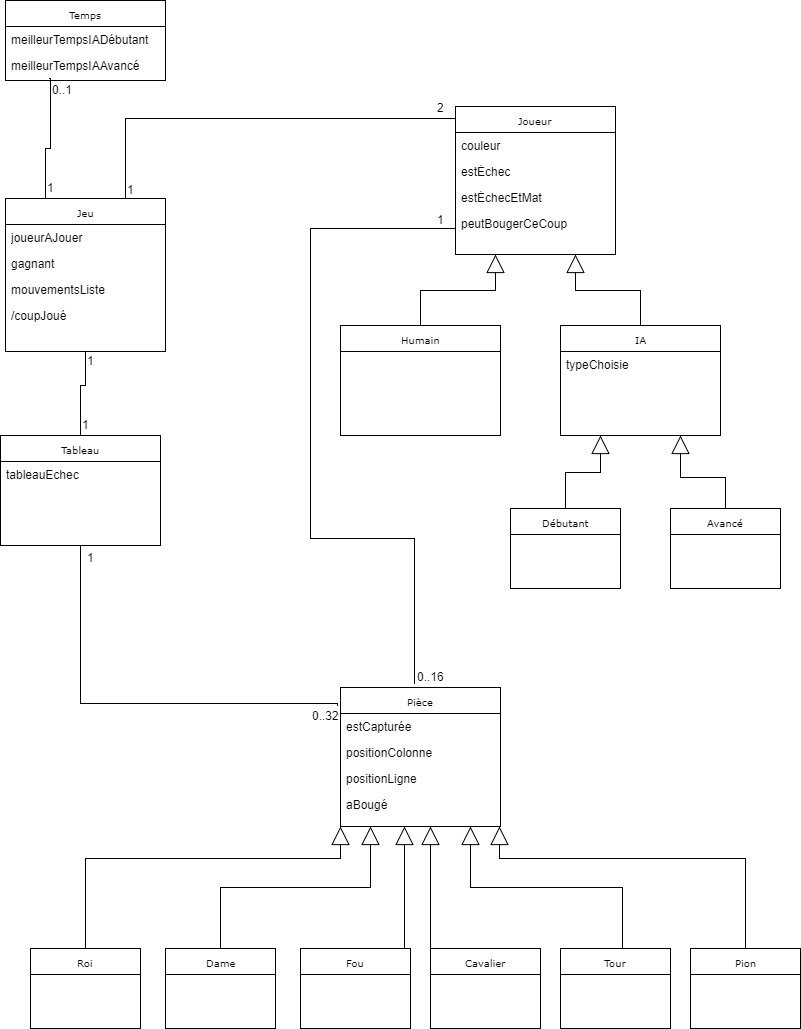 Temps
meilleurTempsIADébutant
meilleurTempsIAAvancé
0..1
1
2
1
Joueur
couleur
estÉchec
estÉchecEtMat
peutBougerCeCoup
1
Jeu
joueurAJouer
gagnant
mouvementsListe
/coupJoué
1
1
Humain
IA
typeChoisie
Tableau
tableauEchec
1
Débutant
Avancé
0..16
0..32
Pièce
estCapturée
positionColonne
positionLigne
aBougé
Roi
Dame
Fou
Cavalier
Tour
Pion